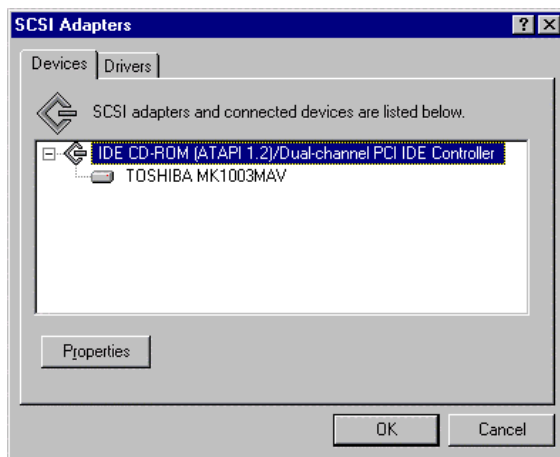 SCSI Adapters
Devices
Drivers
SCSI adapters and connected devices are listed below.
IDE CD-ROM (ATAPI 1.2)/Dual-channel PCI IDE Controller
TOSHIBA MK1003MAV
Properties
OK
Cancel